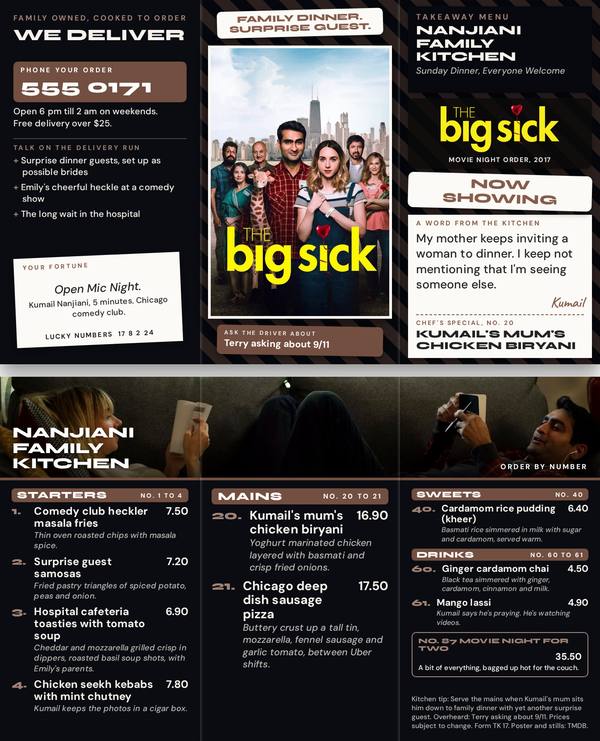 FAMILY OWNED, COOKED TO ORDER
WE DELIVER
PHONE YOUR ORDER
555 0171
Open 6 pm till 2 am on weekends.
Free delivery over $25.
TALK ON THE DELIVERY RUN
+ Surprise dinner guests, set up as
possible brides
+ Emily's cheerful heckle at a comedy
show
+ The long wait in the hospital
YOUR FORTUNE
Open Mic Night.
Kumail Nanjiani, 5 minutes, Chicago
comedy club.
LUCKY NUMBERS 17 8 2 24
FAMILY DINNER.
SURPRISE GUEST.
THE
big sick
ASK THE DRIVER ABOUT
Terry asking about 9/11
TAKEAWAY MENU
NANJIANI
FAMILY
KITCHEN
Sunday Dinner, Everyone Welcome
THE
big sick
MOVIE NIGHT ORDER, 2017
NOW
SHOWING
A WORD FROM THE KITCHEN
My mother keeps inviting a
woman to dinner. I keep not
mentioning that I'm seeing
someone else.
Kumail
CHEF'S SPECIAL, NO. 20
KUMAIL'S MUM'S
CHICKEN BIRYANI
NANJIANI
FAMILY
KITCHEN
ORDER BY NUMBER
STARTERS NO. 1 TO 4
1. Comedy club heckler 7.50
masala fries
Thin oven roasted chips with masala
spice.
2. Surprise guest 7.20
samosas
Fried pastry triangles of spiced potato,
peas and onion.
3. Hospital cafeteria 6.90
toasties with tomato
soup
Cheddar and mozzarella grilled crisp in
dippers, roasted basil soup shots, with
Emily's parents.
4. Chicken seekh kebabs 7.80
with mint chutney
Kumail keeps the photos in a cigar box.
MAINS NO. 20 TO 21
20. Kumail's mum's 16.90
chicken biryani
Yoghurt marinated chicken
layered with basmati and
crisp fried onions.
21. Chicago deep 17.50
dish sausage
pizza
Buttery crust up a tall tin,
mozzarella, fennel sausage and
garlic tomato, between Uber
shifts.
SWEETS NO. 40
40. Cardamom rice pudding 6.40
(kheer)
Basmati rice simmered in milk with sugar
and cardamom, served warm.
DRINKS NO. 60 TO 61
60. Ginger cardamom chai 4.50
Black tea simmered with ginger,
cardamom, cinnamon and milk.
61. Mango lassi 4.90
Kumail says he's praying. He's watching
videos.
NO. 87 MOVIE NIGHT FOR
TWO
35.50
A bit of everything, bagged up hot for the couch.
Kitchen tip: Serve the mains when Kumail's mum sits
him down to family dinner with yet another surprise
guest. Overheard: Terry asking about 9/11. Prices
subject to change. Form TK 17. Poster and stills: TMDB.